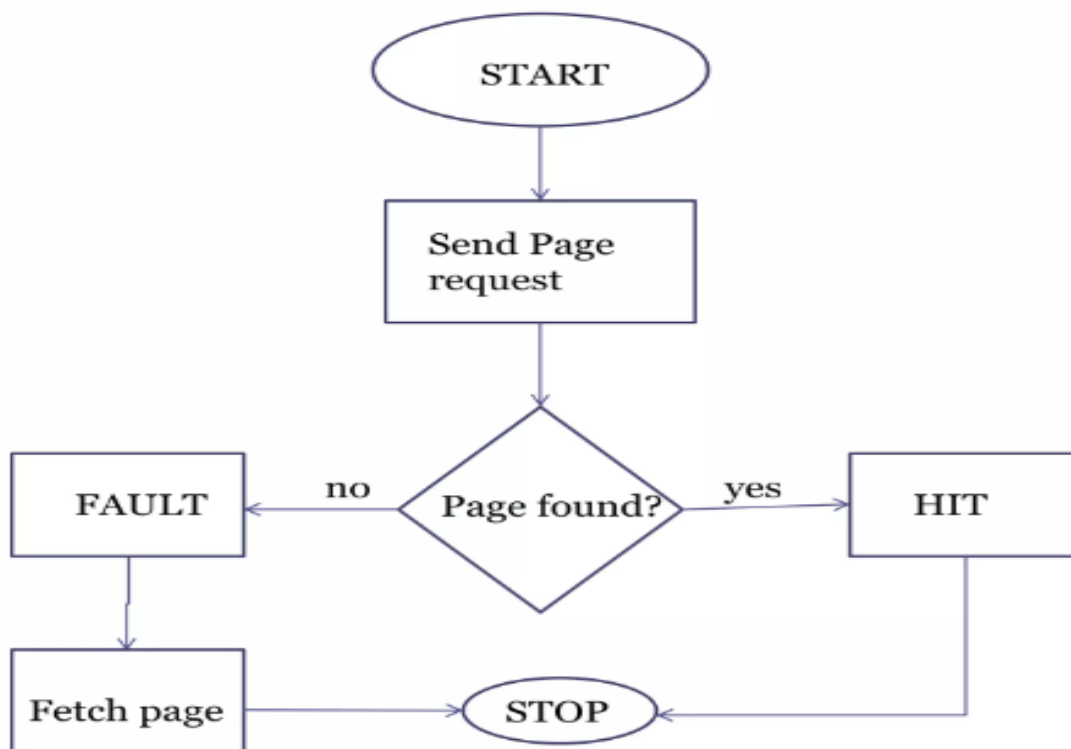 START
Send Page
request
FAULT
no
Page found?
yes
HIT
Fetch page
STOP